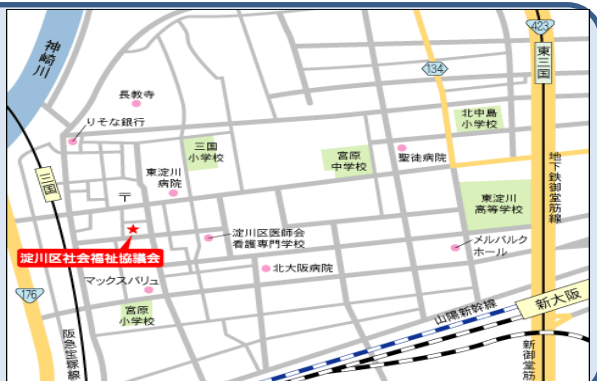 神崎川
423
東三国
134
長教寺
りそな銀行
三国
小学校
北中島
小学校
宮原
中学校
聖徒病院
地下鉄御堂筋線
三国
東淀川
病院
〒
東淀川
高等学校
淀川区医師会
看護専門学校
メルパルク
ホール
淀川区社会福祉協議会
北大阪病院
マックスバリュ
176
宮原
小学校
山陽新幹線
新大阪
阪急宝塚線
新御堂筋